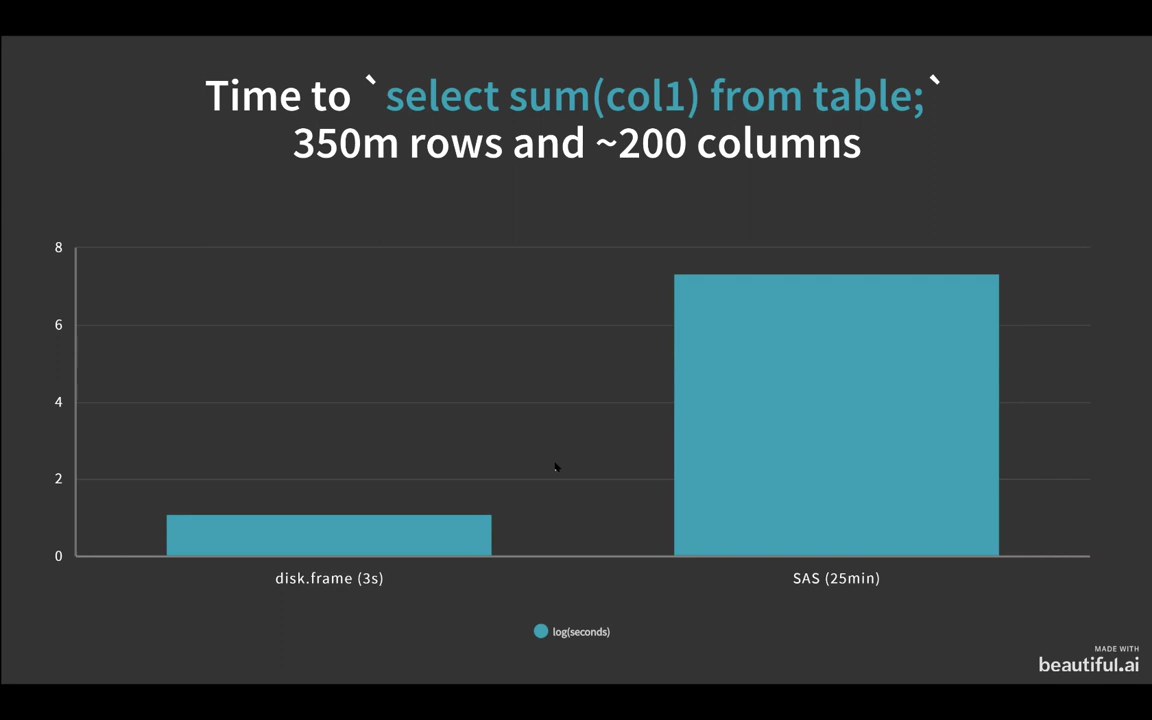 Time to `select sum(col1) from table;`
350m rows and ~200 columns
8
6
4
2
0
disk.frame (3s)
SAS (25min)
log(seconds)
MADE WITH
beautiful.ai